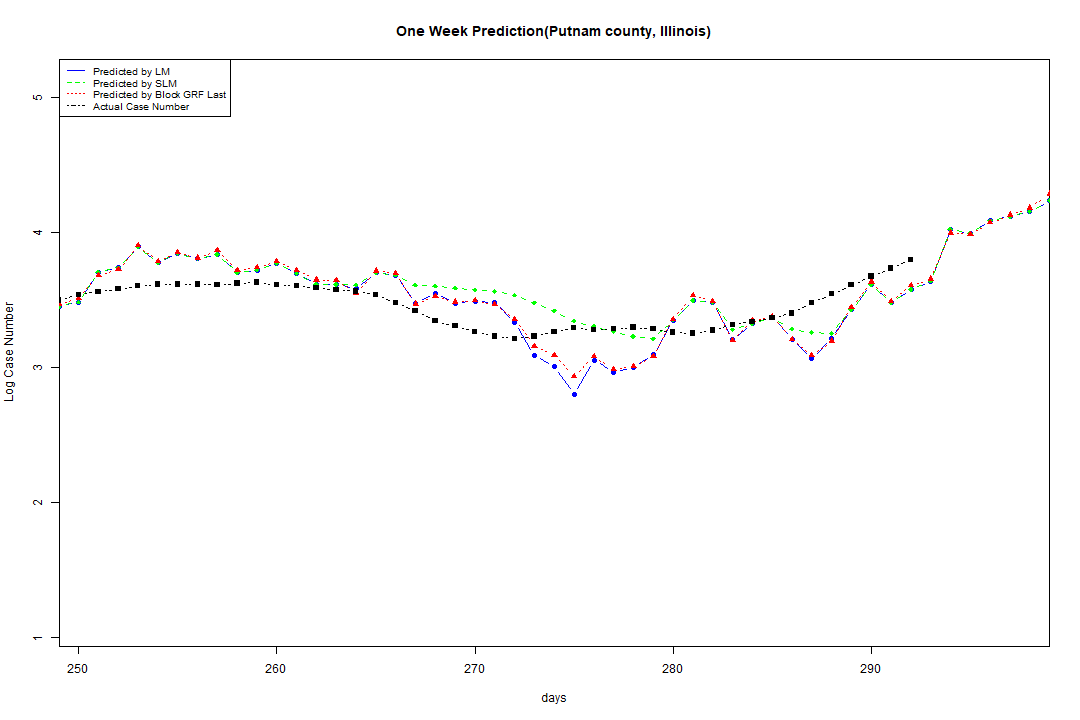 One Week Prediction(Putnam county, Illinois)
Predicted by LM
Predicted by SLM
Predicted by Block GRF Last
Actual Case Number
5
4
3
2
1
Log Case Number
250 260 270 280 290
days